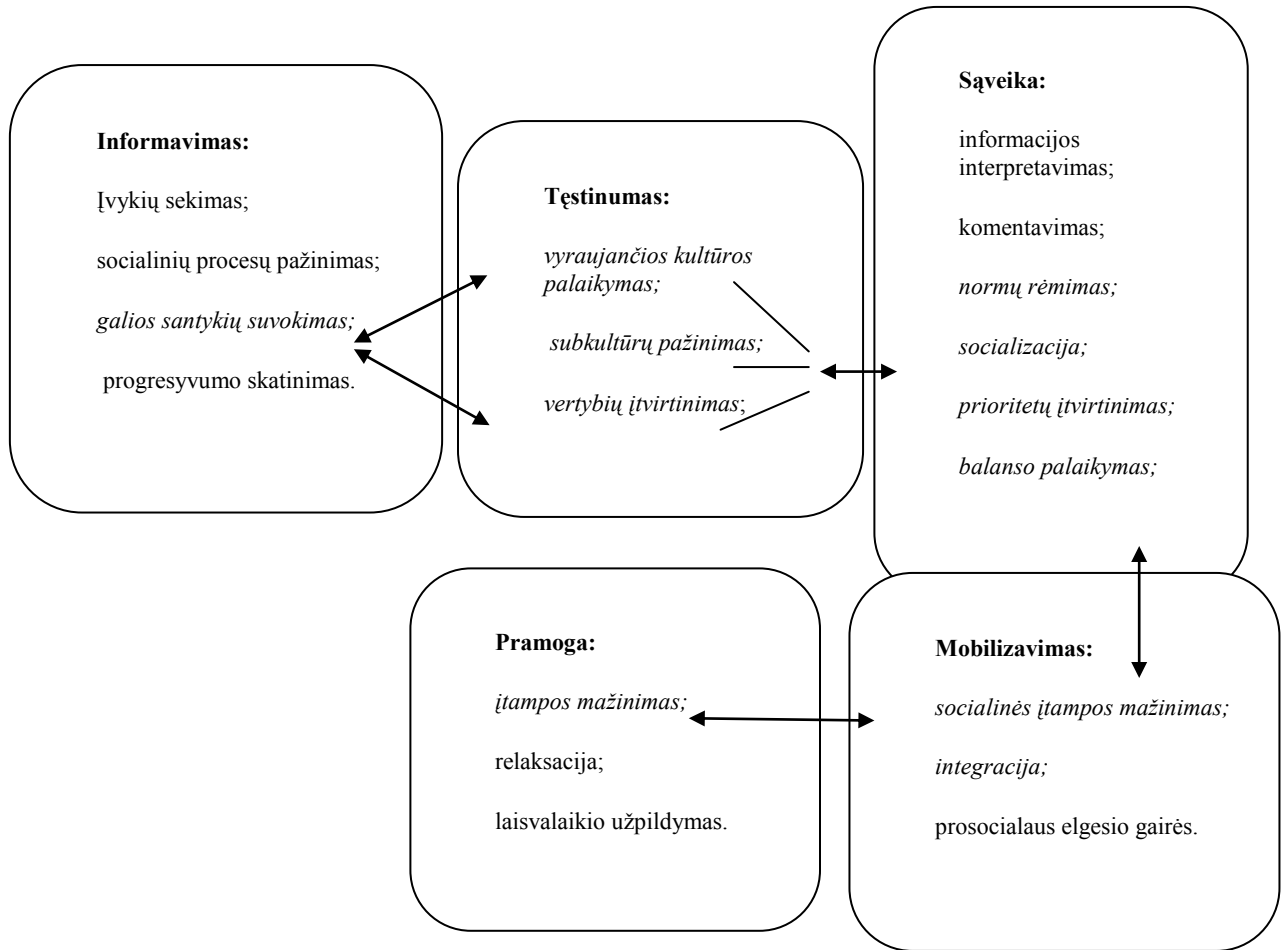 Informavimas:
Įvykių sekimas;
socialinių procesų pažinimas;
galios santykių suvokimas;
progresyvumo skatinimas.
Tęstinumas:
vyraujančios kultūros
palaikymas;
subkultūrų pažinimas;
vertybių įtvirtinimas;
Sąveika:
informacijos
interpretavimas;
komentavimas;
normų rėmimas;
socializacija;
prioritetų įtvirtinimas;
balanso palaikymas;
Pramoga:
įtampos mažinimas;
relaksacija;
laisvalaikio užpildymas.
Mobilizavimas:
socialinės įtampos mažinimas;
integracija;
prosocialaus elgesio gairės.